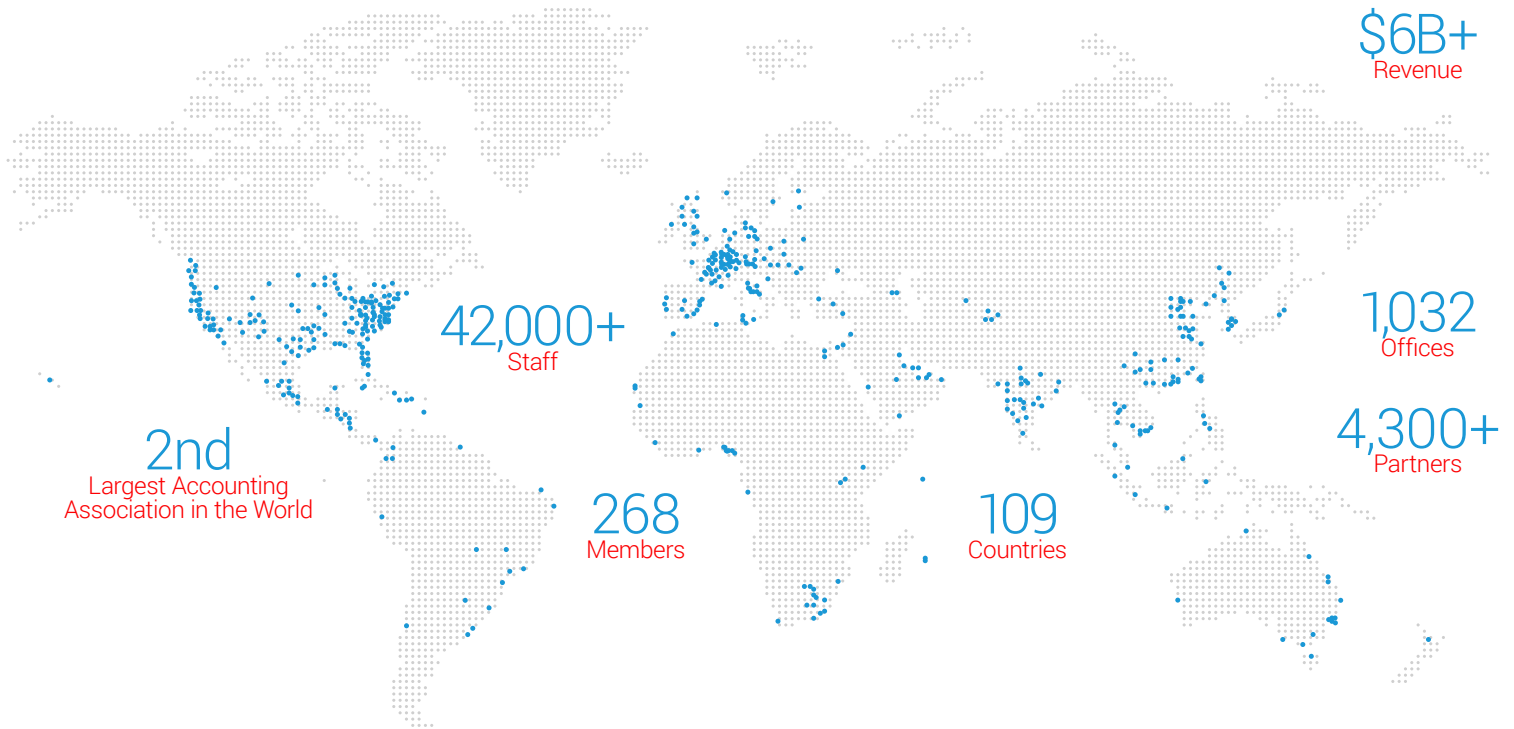 $6B+
Revenue
42,000+
Staff
1,032
Offices
2nd
Largest Accounting
Association in the World
4,300+
Partners
268
Members
109
Countries